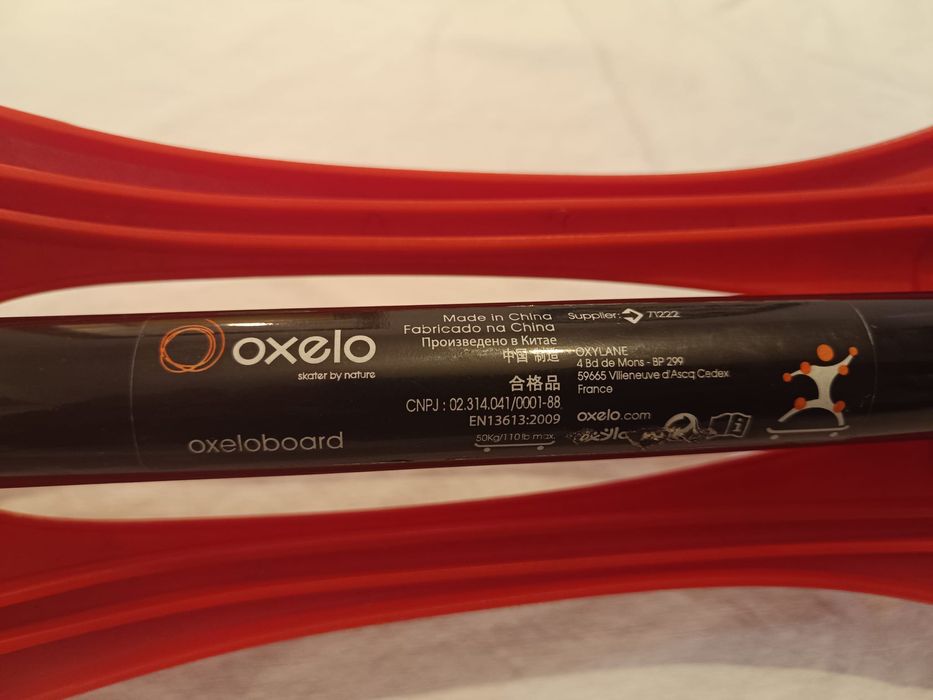 oxelo
skater by nature
oxeloboard
Made in China
Fabricado na China
Произведено в Китае
中国 制造
合格品
CNPJ : 02.314.041/0001-88
EN13613:2009
50Kg/110 lb max.
Supplier: 71222
OXYLANE
4 Bd de Mons - BP 299
59665 Villeneuve d'Ascq Cedex
France
oxelo.com